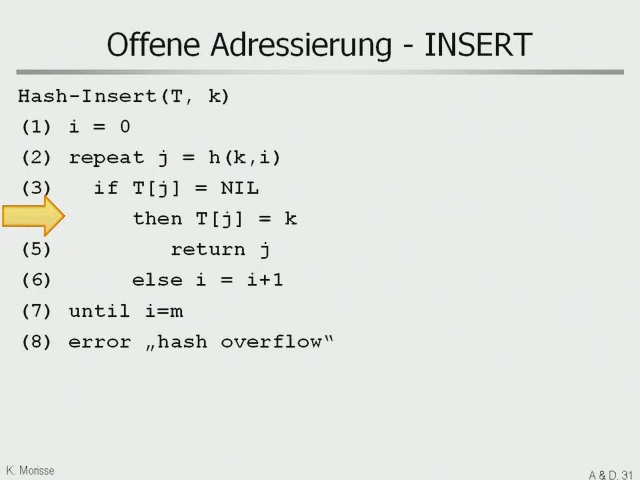 Offene Adressierung - INSERT
Hash-Insert(T, k)
(1) i = 0
(2) repeat j = h(k,i)
(3) if T[j] = NIL
then T[j] = k
(5) return j
(6) else i = i+1
(7) until i=m
(8) error „hash overflow“
K. Morisse
A & D. 31